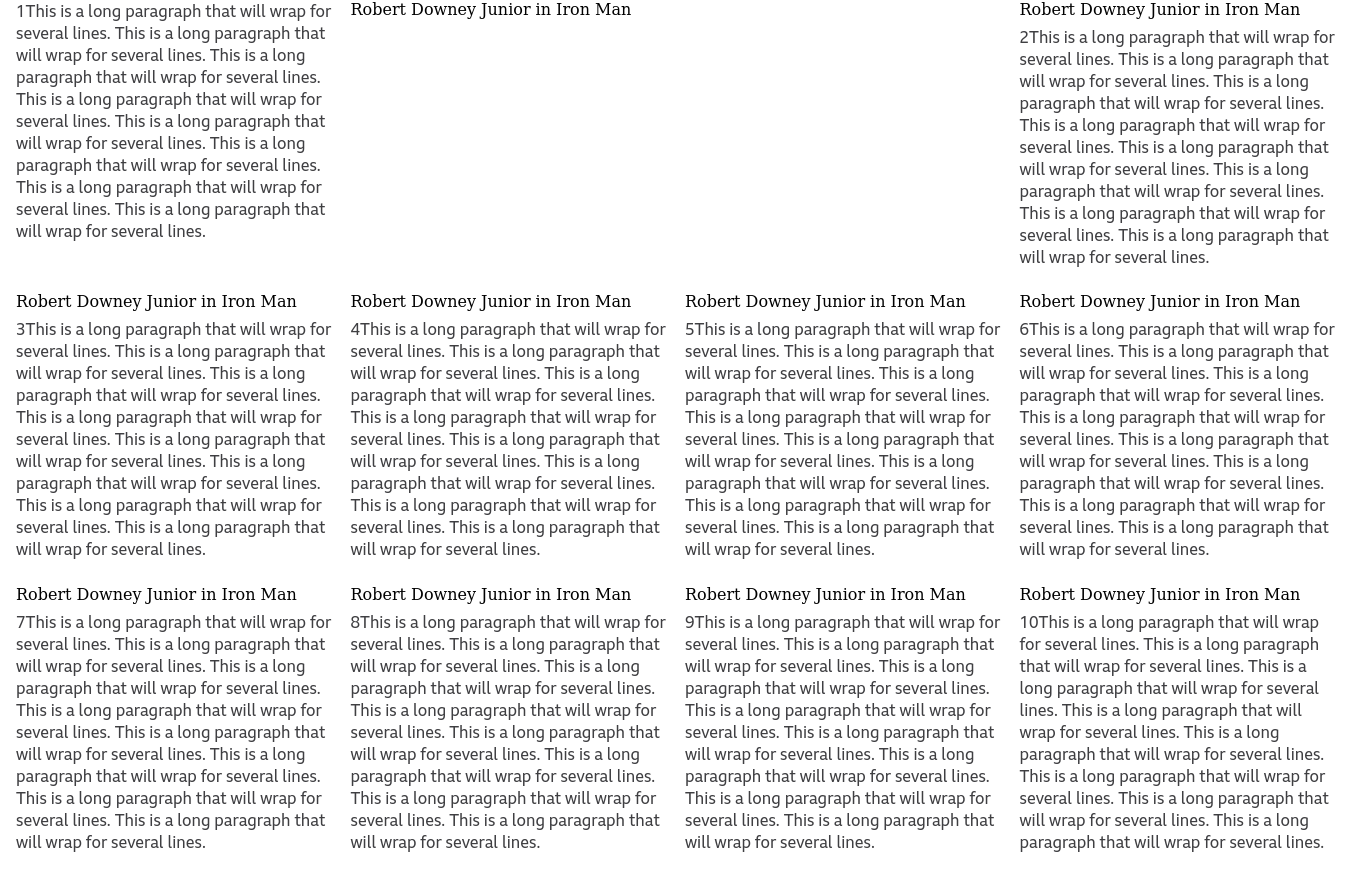 1This is a long paragraph that will wrap for
several lines. This is a long paragraph that
will wrap for several lines. This is a long
paragraph that will wrap for several lines.
This is a long paragraph that will wrap for
several lines. This is a long paragraph that
will wrap for several lines. This is a long
paragraph that will wrap for several lines.
This is a long paragraph that will wrap for
several lines. This is a long paragraph that
will wrap for several lines.
Robert Downey Junior in Iron Man
Robert Downey Junior in Iron Man
2This is a long paragraph that will wrap for
several lines. This is a long paragraph that
will wrap for several lines. This is a long
paragraph that will wrap for several lines.
This is a long paragraph that will wrap for
several lines. This is a long paragraph that
will wrap for several lines. This is a long
paragraph that will wrap for several lines.
This is a long paragraph that will wrap for
several lines. This is a long paragraph that
will wrap for several lines.
Robert Downey Junior in Iron Man
3This is a long paragraph that will wrap for
several lines. This is a long paragraph that
will wrap for several lines. This is a long
paragraph that will wrap for several lines.
This is a long paragraph that will wrap for
several lines. This is a long paragraph that
will wrap for several lines. This is a long
paragraph that will wrap for several lines.
This is a long paragraph that will wrap for
several lines. This is a long paragraph that
will wrap for several lines.
Robert Downey Junior in Iron Man
4This is a long paragraph that will wrap for
several lines. This is a long paragraph that
will wrap for several lines. This is a long
paragraph that will wrap for several lines.
This is a long paragraph that will wrap for
several lines. This is a long paragraph that
will wrap for several lines. This is a long
paragraph that will wrap for several lines.
This is a long paragraph that will wrap for
several lines. This is a long paragraph that
will wrap for several lines.
Robert Downey Junior in Iron Man
5This is a long paragraph that will wrap for
several lines. This is a long paragraph that
will wrap for several lines. This is a long
paragraph that will wrap for several lines.
This is a long paragraph that will wrap for
several lines. This is a long paragraph that
will wrap for several lines. This is a long
paragraph that will wrap for several lines.
This is a long paragraph that will wrap for
several lines. This is a long paragraph that
will wrap for several lines.
Robert Downey Junior in Iron Man
6This is a long paragraph that will wrap for
several lines. This is a long paragraph that
will wrap for several lines. This is a long
paragraph that will wrap for several lines.
This is a long paragraph that will wrap for
several lines. This is a long paragraph that
will wrap for several lines. This is a long
paragraph that will wrap for several lines.
This is a long paragraph that will wrap for
several lines. This is a long paragraph that
will wrap for several lines.
Robert Downey Junior in Iron Man
7This is a long paragraph that will wrap for
several lines. This is a long paragraph that
will wrap for several lines. This is a long
paragraph that will wrap for several lines.
This is a long paragraph that will wrap for
several lines. This is a long paragraph that
will wrap for several lines. This is a long
paragraph that will wrap for several lines.
This is a long paragraph that will wrap for
several lines. This is a long paragraph that
will wrap for several lines.
Robert Downey Junior in Iron Man
8This is a long paragraph that will wrap for
several lines. This is a long paragraph that
will wrap for several lines. This is a long
paragraph that will wrap for several lines.
This is a long paragraph that will wrap for
several lines. This is a long paragraph that
will wrap for several lines. This is a long
paragraph that will wrap for several lines.
This is a long paragraph that will wrap for
several lines. This is a long paragraph that
will wrap for several lines.
Robert Downey Junior in Iron Man
9This is a long paragraph that will wrap for
several lines. This is a long paragraph that
will wrap for several lines. This is a long
paragraph that will wrap for several lines.
This is a long paragraph that will wrap for
several lines. This is a long paragraph that
will wrap for several lines. This is a long
paragraph that will wrap for several lines.
This is a long paragraph that will wrap for
several lines. This is a long paragraph that
will wrap for several lines.
Robert Downey Junior in Iron Man
10This is a long paragraph that will wrap
for several lines. This is a long paragraph
that will wrap for several lines. This is a
long paragraph that will wrap for several
lines. This is a long paragraph that will
wrap for several lines. This is a long
paragraph that will wrap for several lines.
This is a long paragraph that will wrap for
several lines. This is a long paragraph that
will wrap for several lines. This is a long
paragraph that will wrap for several lines.